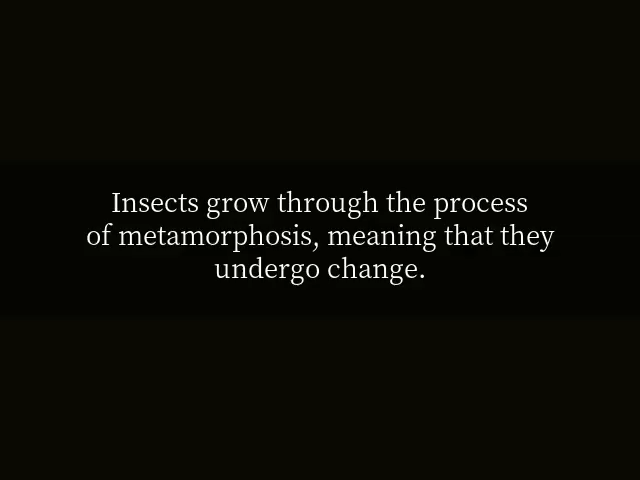 Insects grow through the process
of metamorphosis, meaning that they
undergo change.